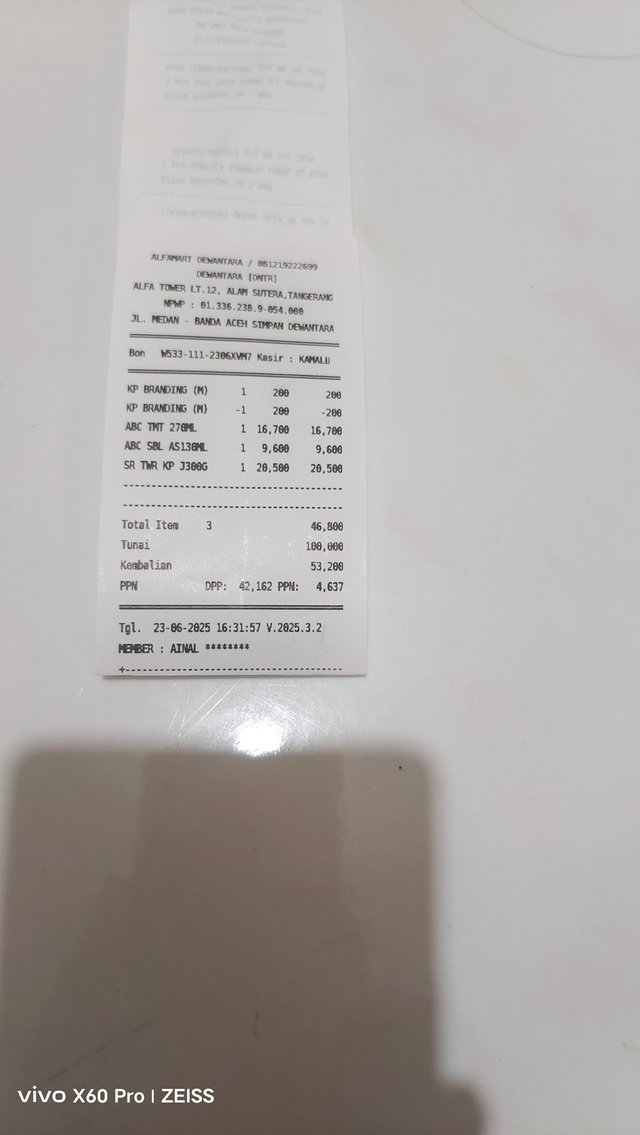 ALFAMART DEWANTARA / 081219222699
DEWANTARA [DNTR]
ALFA TOWER LT.12, ALAM SUTERA,TANGERANG
NPWP : 01.336.238.9-054.000
JL. MEDAN - BANDA ACEH SIMPAN DEWANTARA
Bon W533-111-2306XVM7 Kasir : KAMALU
KP BRANDING (M) 1 200 200
KP BRANDING (M) -1 200 -200
ABC TMT 270ML 1 16,700 16,700
ABC SBL AS130ML 1 9,600 9,600
SR TWR KP J300G 1 20,500 20,500
Total Item 3 46,800
Tunai 100,000
Kembalian 53,200
PPN DPP: 42,162 PPN: 4,637
Tgl. 23-06-2025 16:31:57 V.2025.3.2
MEMBER : AINAL ********
vivo X60 Pro | ZEISS